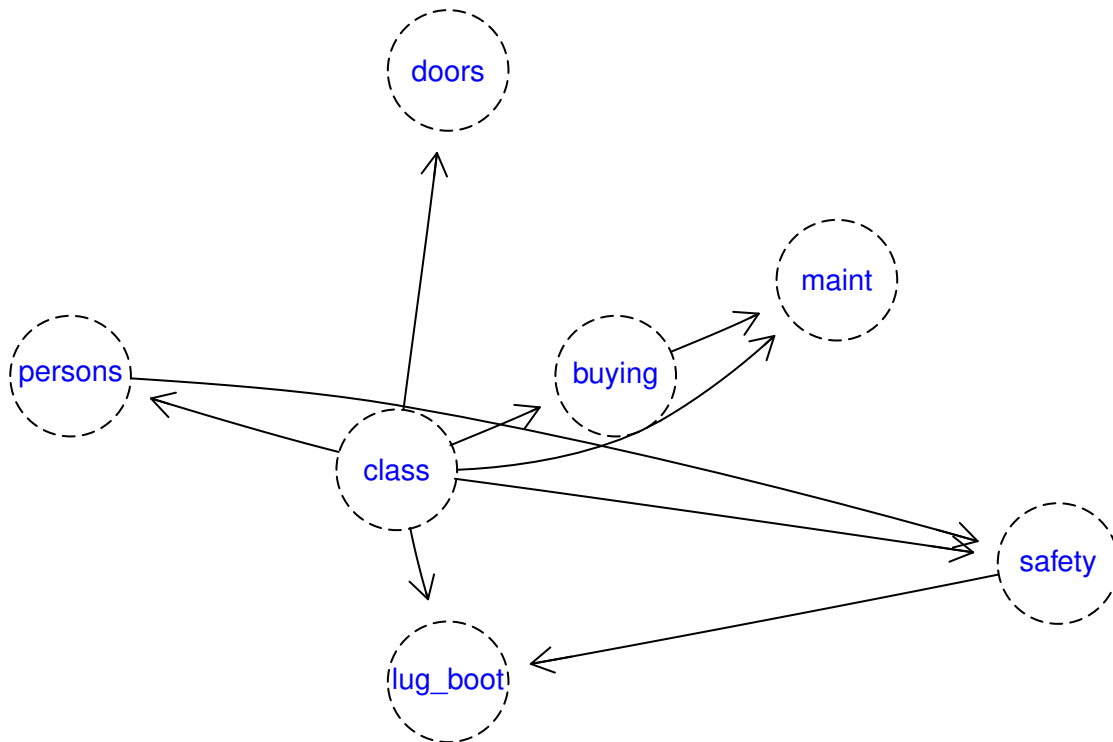 doors
maint
persons
buying
class
safety
lug_boot